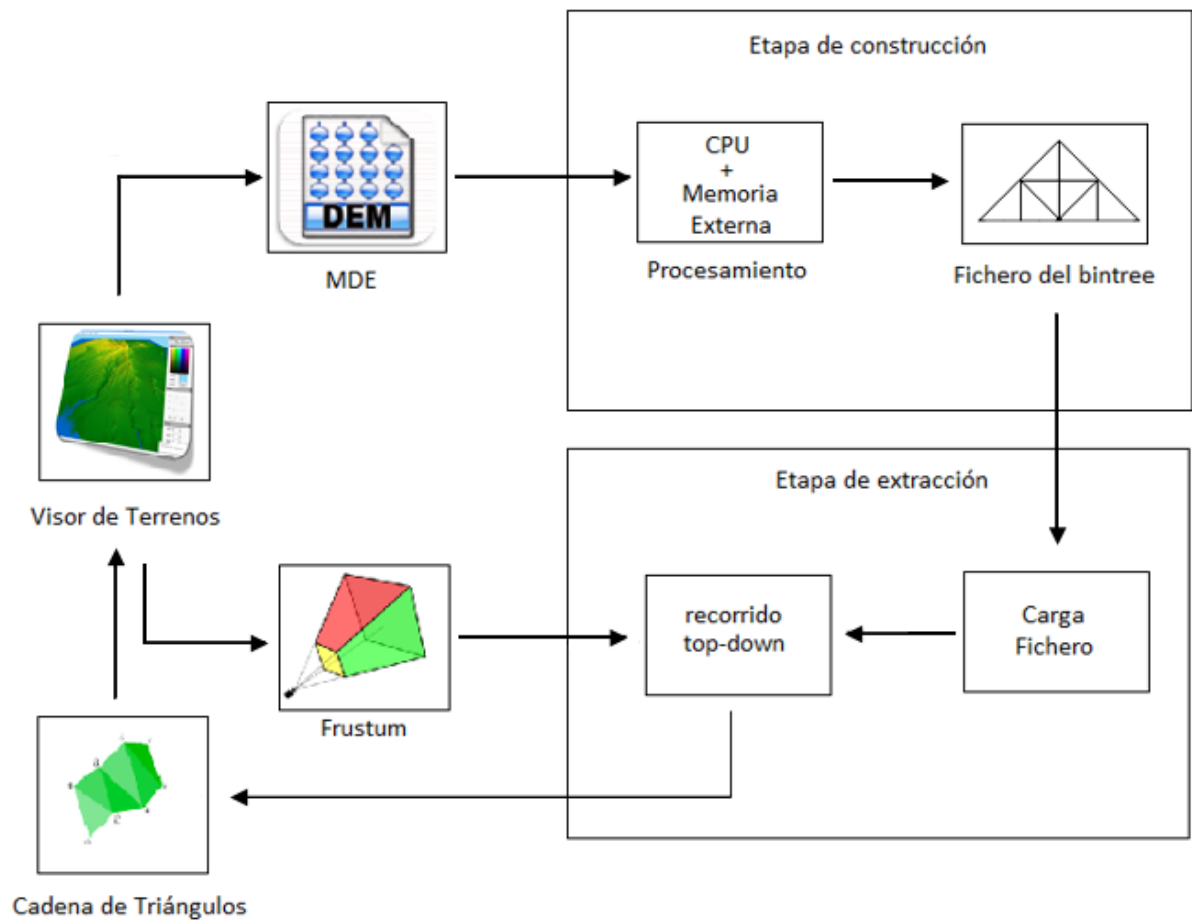 Etapa de construcción
CPU
+
Memoria
Externa
Procesamiento
Fichero del bintree
DEM
MDE
Visor de Terrenos
Etapa de extracción
recorrido
top-down
Carga
Fichero
Frustum
Cadena de Triángulos